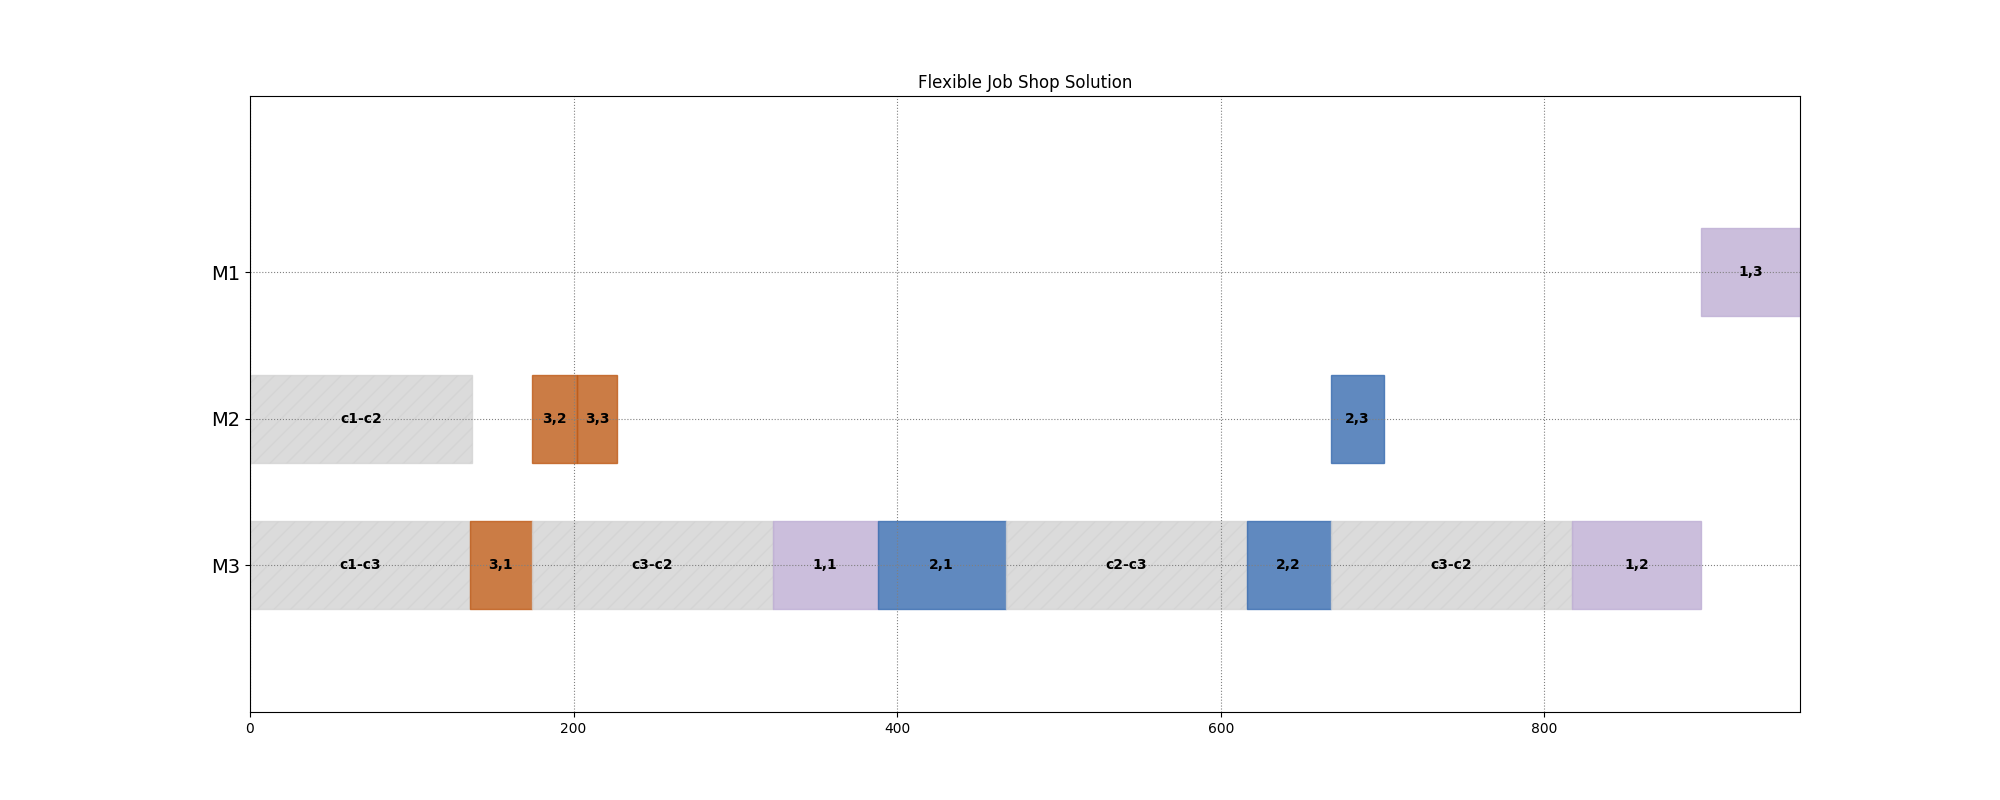 Flexible Job Shop Solution
M1
1,3
M2
c1-c2
3,2
3,3
2,3
M3
c1-c3
3,1
c3-c2
1,1
2,1
c2-c3
2,2
c3-c2
1,2
0
200
400
600
800